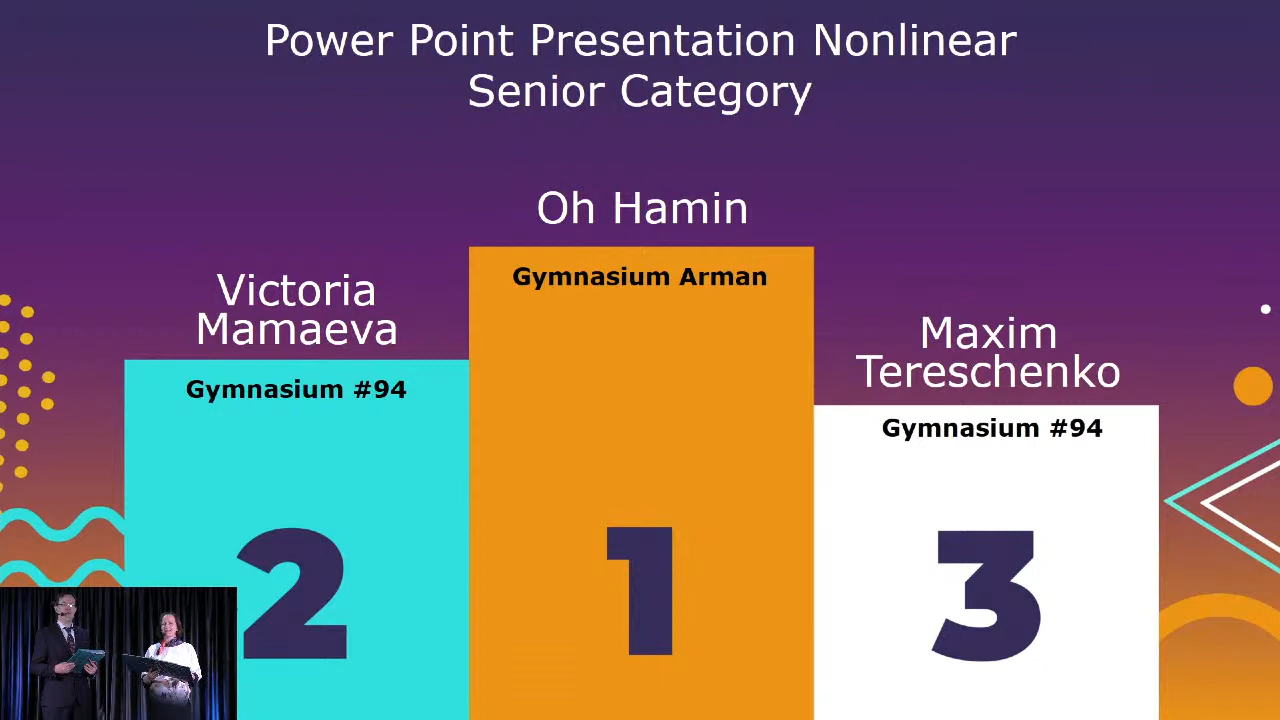 Power Point Presentation Nonlinear
Senior Category
Oh Hamin
Gymnasium Arman
Victoria
Mamaeva
Gymnasium #94
Maxim
Tereschenko
Gymnasium #94
2
1
3